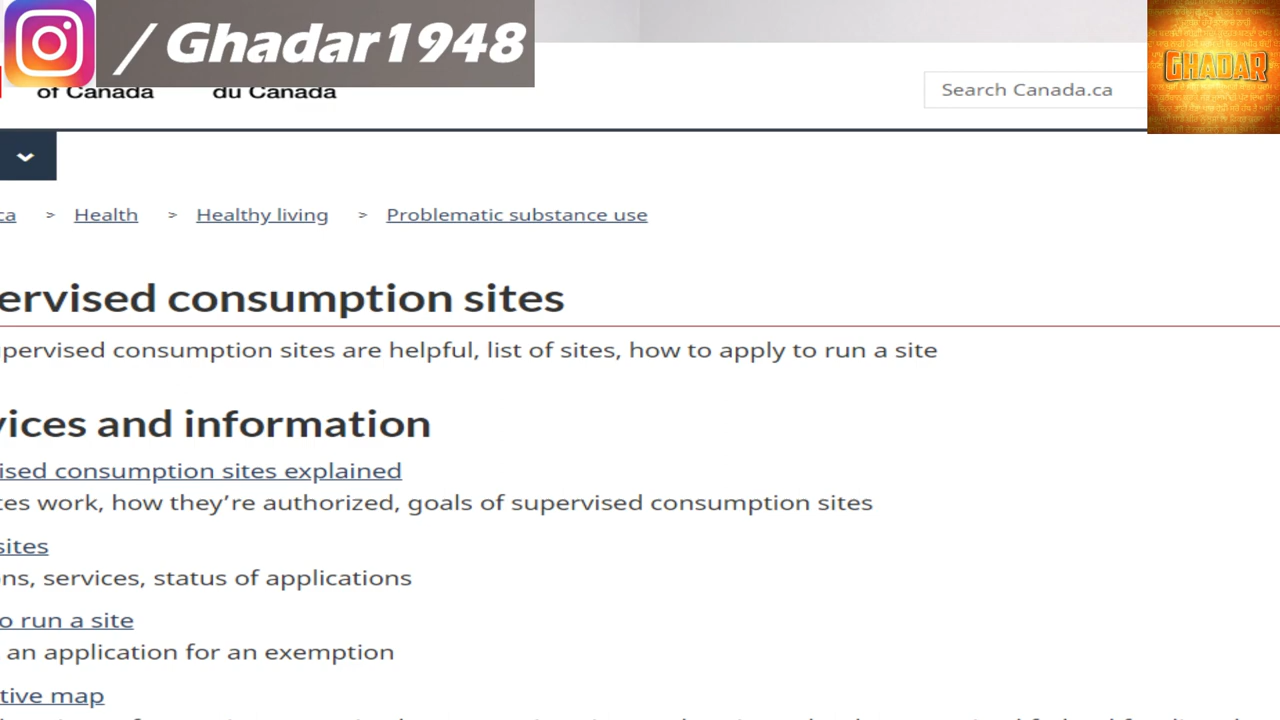 / Ghadar1948
of Canada du Canada
Search Canada.ca
GHADAR
ca > Health > Healthy living > Problematic substance use
ervised consumption sites
pervised consumption sites are helpful, list of sites, how to apply to run a site
vices and information
ised consumption sites explained
tes work, how they're authorized, goals of supervised consumption sites
sites
ons, services, status of applications
o run a site
an application for an exemption
tive map